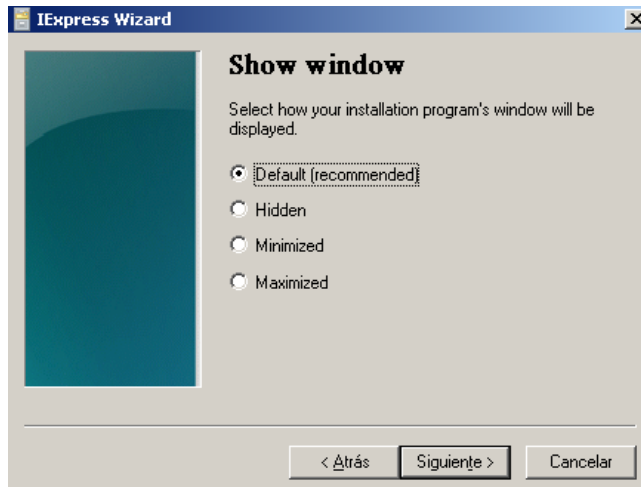 IExpress Wizard
Show window
Select how your installation program's window will be
displayed.
Default (recommended)
Hidden
Minimized
Maximized
< Atrás
Siguiente >
Cancelar